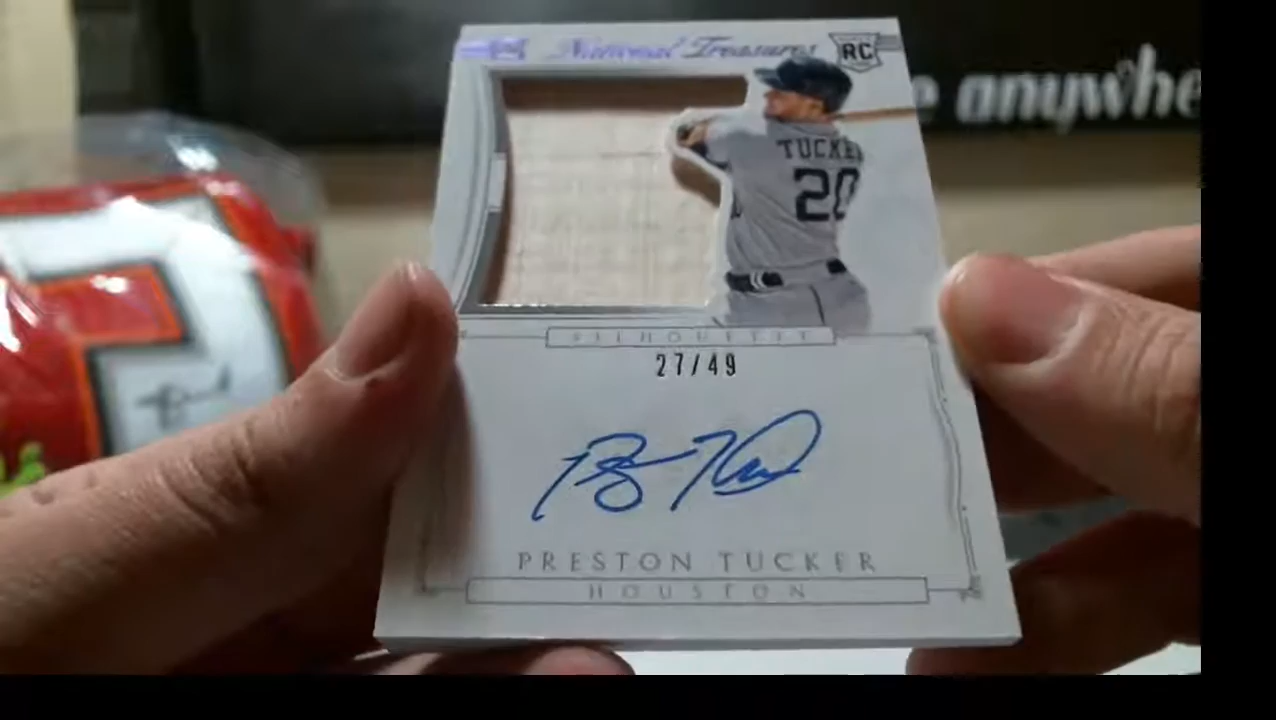 National Treasures
RC
e anywhe
TUCKER
20
SILHOUETTE
27/49
PRESTON TUCKER
HOUSTON